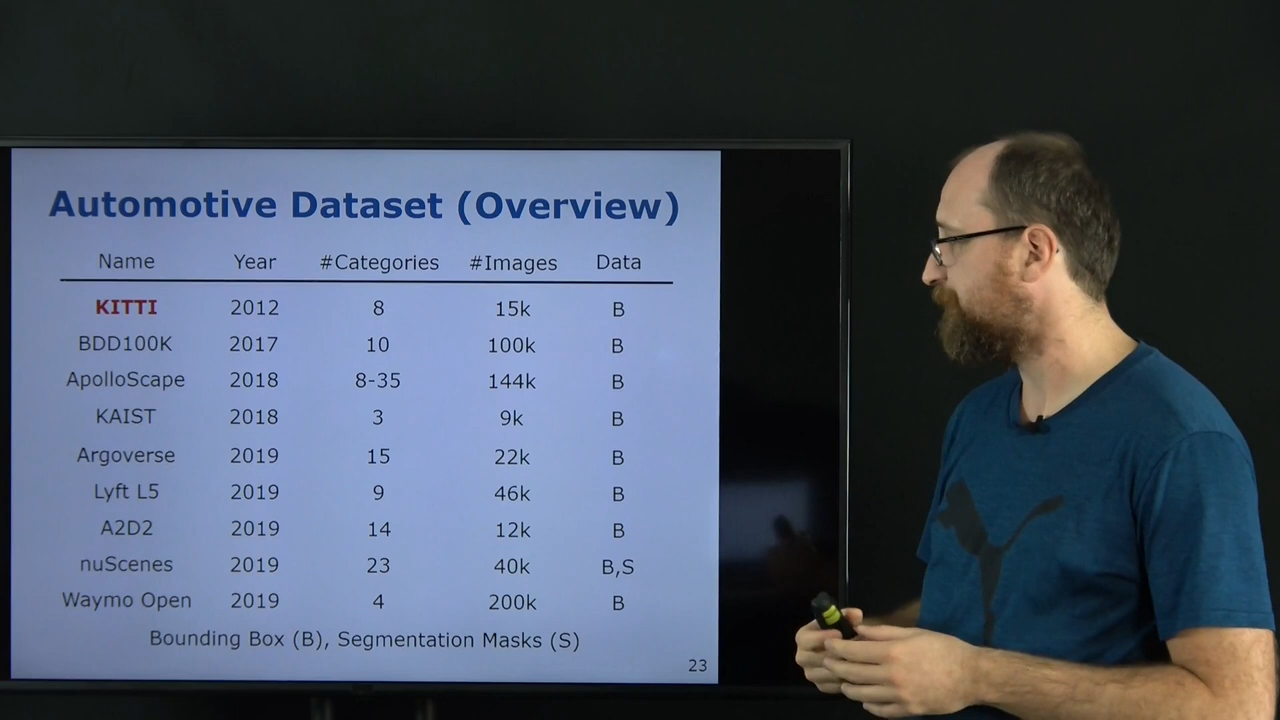 Automotive Dataset (Overview)
Name Year #Categories #Images Data
KITTI 2012 8 15k B
BDD100K 2017 10 100k B
ApolloScape 2018 8-35 144k B
KAIST 2018 3 9k B
Argoverse 2019 15 22k B
Lyft L5 2019 9 46k B
A2D2 2019 14 12k B
nuScenes 2019 23 40k B,S
Waymo Open 2019 4 200k B
Bounding Box (B), Segmentation Masks (S)
23